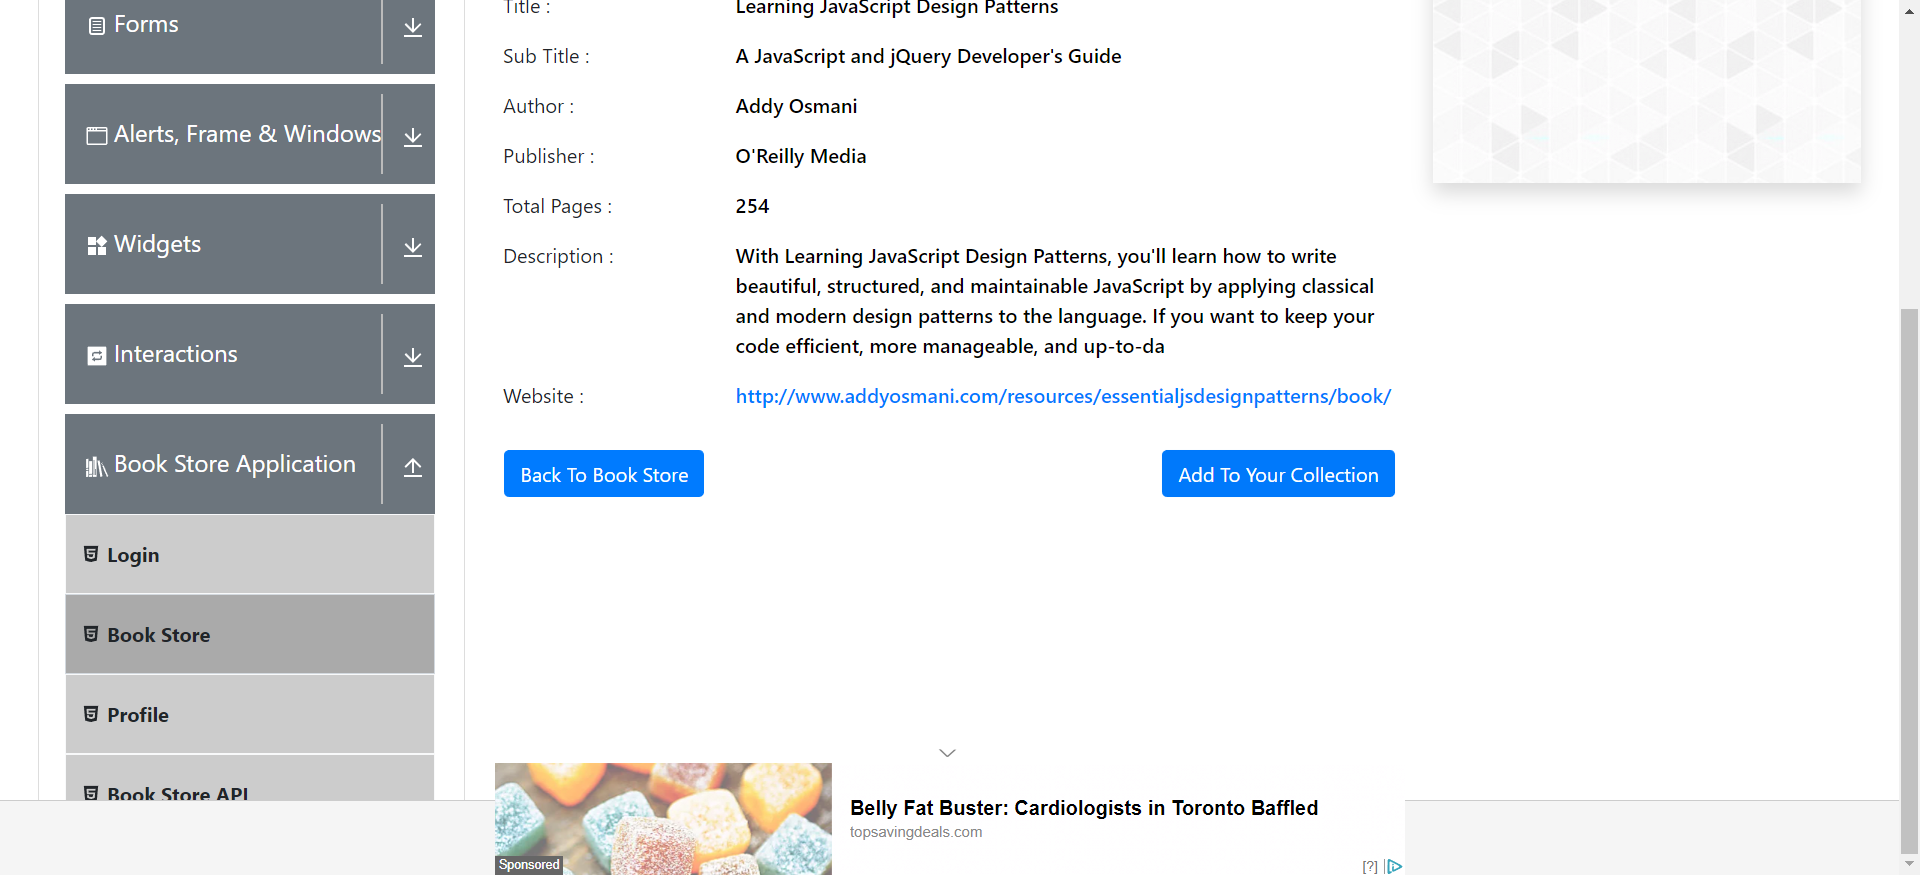 Forms
Alerts, Frame & Windows
Widgets
Interactions
Book Store Application
Login
Book Store
Profile
Book Store API
Title :
Learning JavaScript Design Patterns
Sub Title :
A JavaScript and jQuery Developer's Guide
Author :
Addy Osmani
Publisher :
O'Reilly Media
Total Pages :
254
Description :
With Learning JavaScript Design Patterns, you'll learn how to write
beautiful, structured, and maintainable JavaScript by applying classical
and modern design patterns to the language. If you want to keep your
code efficient, more manageable, and up-to-da
Website :
http://www.addyosmani.com/resources/essentialjsdesignpatterns/book/
Back To Book Store
Add To Your Collection
Sponsored
Belly Fat Buster: Cardiologists in Toronto Baffled
topsavingdeals.com
[?]